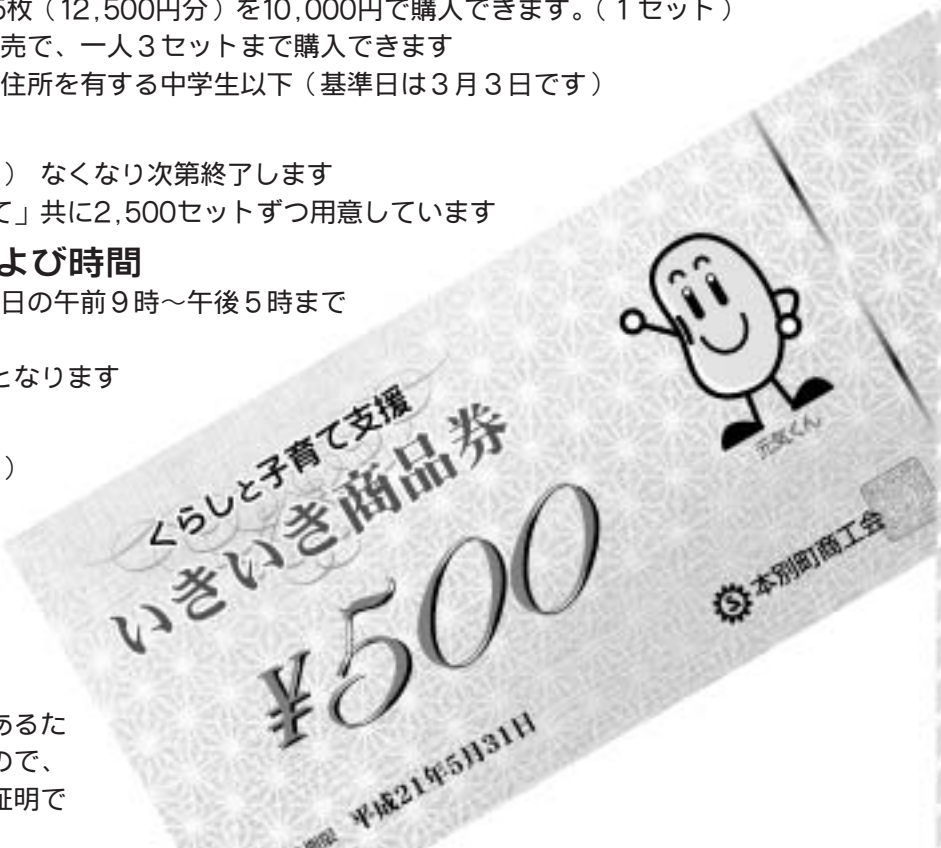 5枚（12,500円分）を10,000円で購入できます。（１セット）
売で、一人３セットまで購入できます
住所を有する中学生以下（基準日は３月３日です）
） なくなり次第終了します
て」共に2,500セットずつ用意しています
よび時間
日の午前９時～午後５時まで
となります
）
くらしと子育て支援
いきいき商品券
¥500
元気くん
本別町商工会
期限 平成21年5月31日
あるた
ので、
証明で